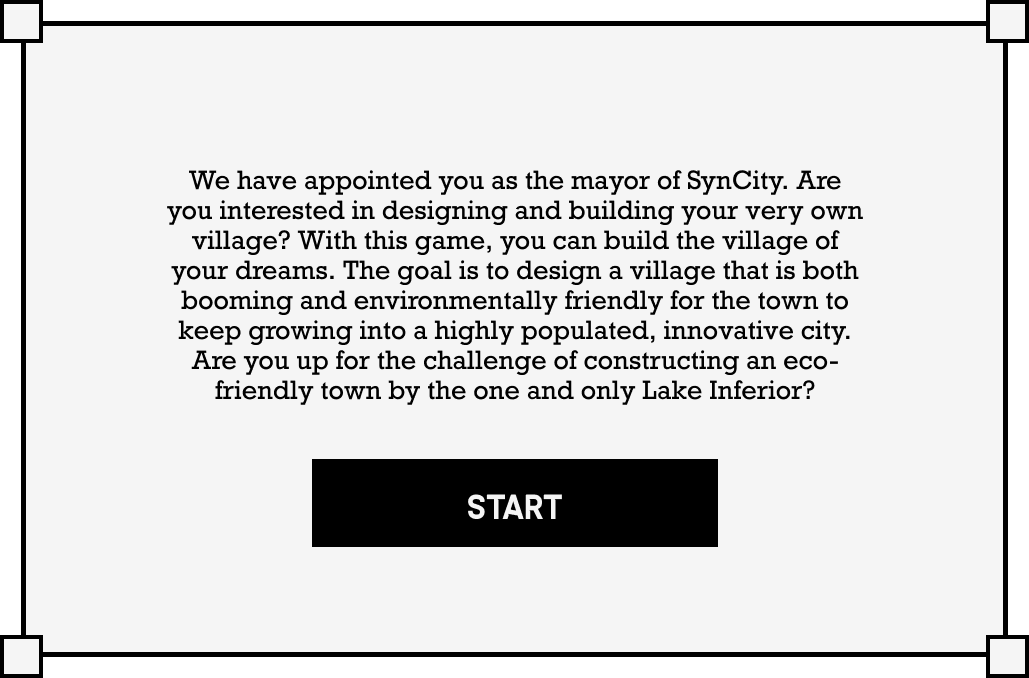 We have appointed you as the mayor of SynCity. Are
you interested in designing and building your very own
village? With this game, you can build the village of
your dreams. The goal is to design a village that is both
booming and environmentally friendly for the town to
keep growing into a highly populated, innovative city.
Are you up for the challenge of constructing an eco-
friendly town by the one and only Lake Inferior?
START